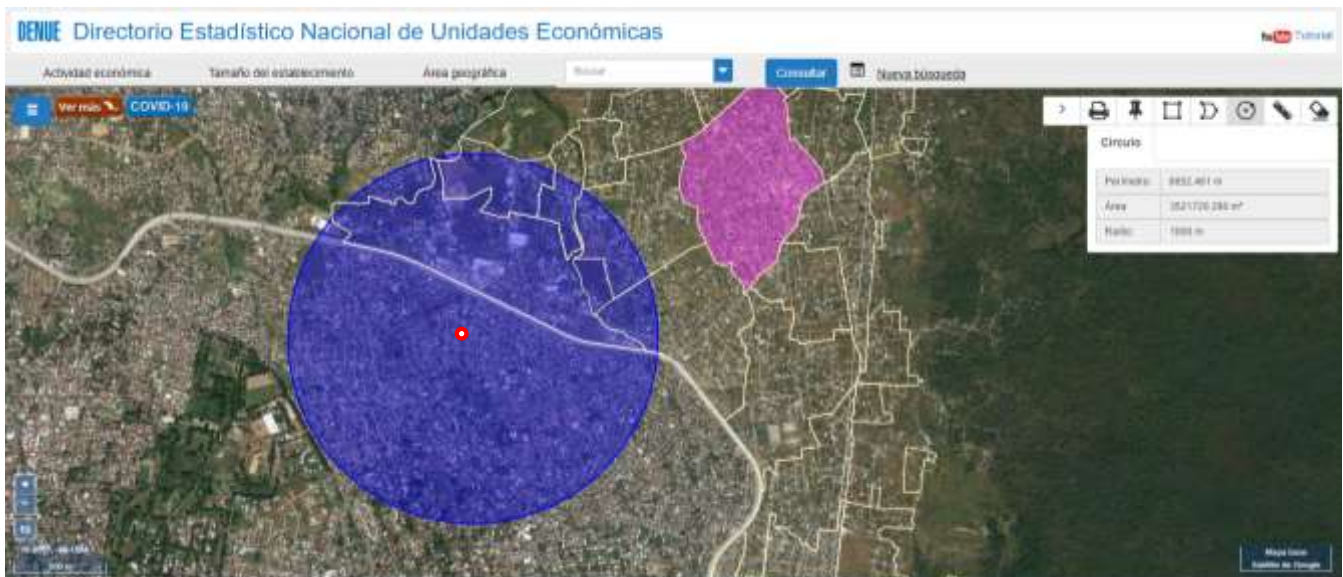 DENUE Directorio Estadístico Nacional de Unidades Económicas
Tutorial
Actividad económica Tamaño del establecimiento Área geográfica Buscar Consultar Nueva búsqueda
Ver más COVID-19
Círculo
Perímetro
Área
Radio
Mapa base
Satélite de Google